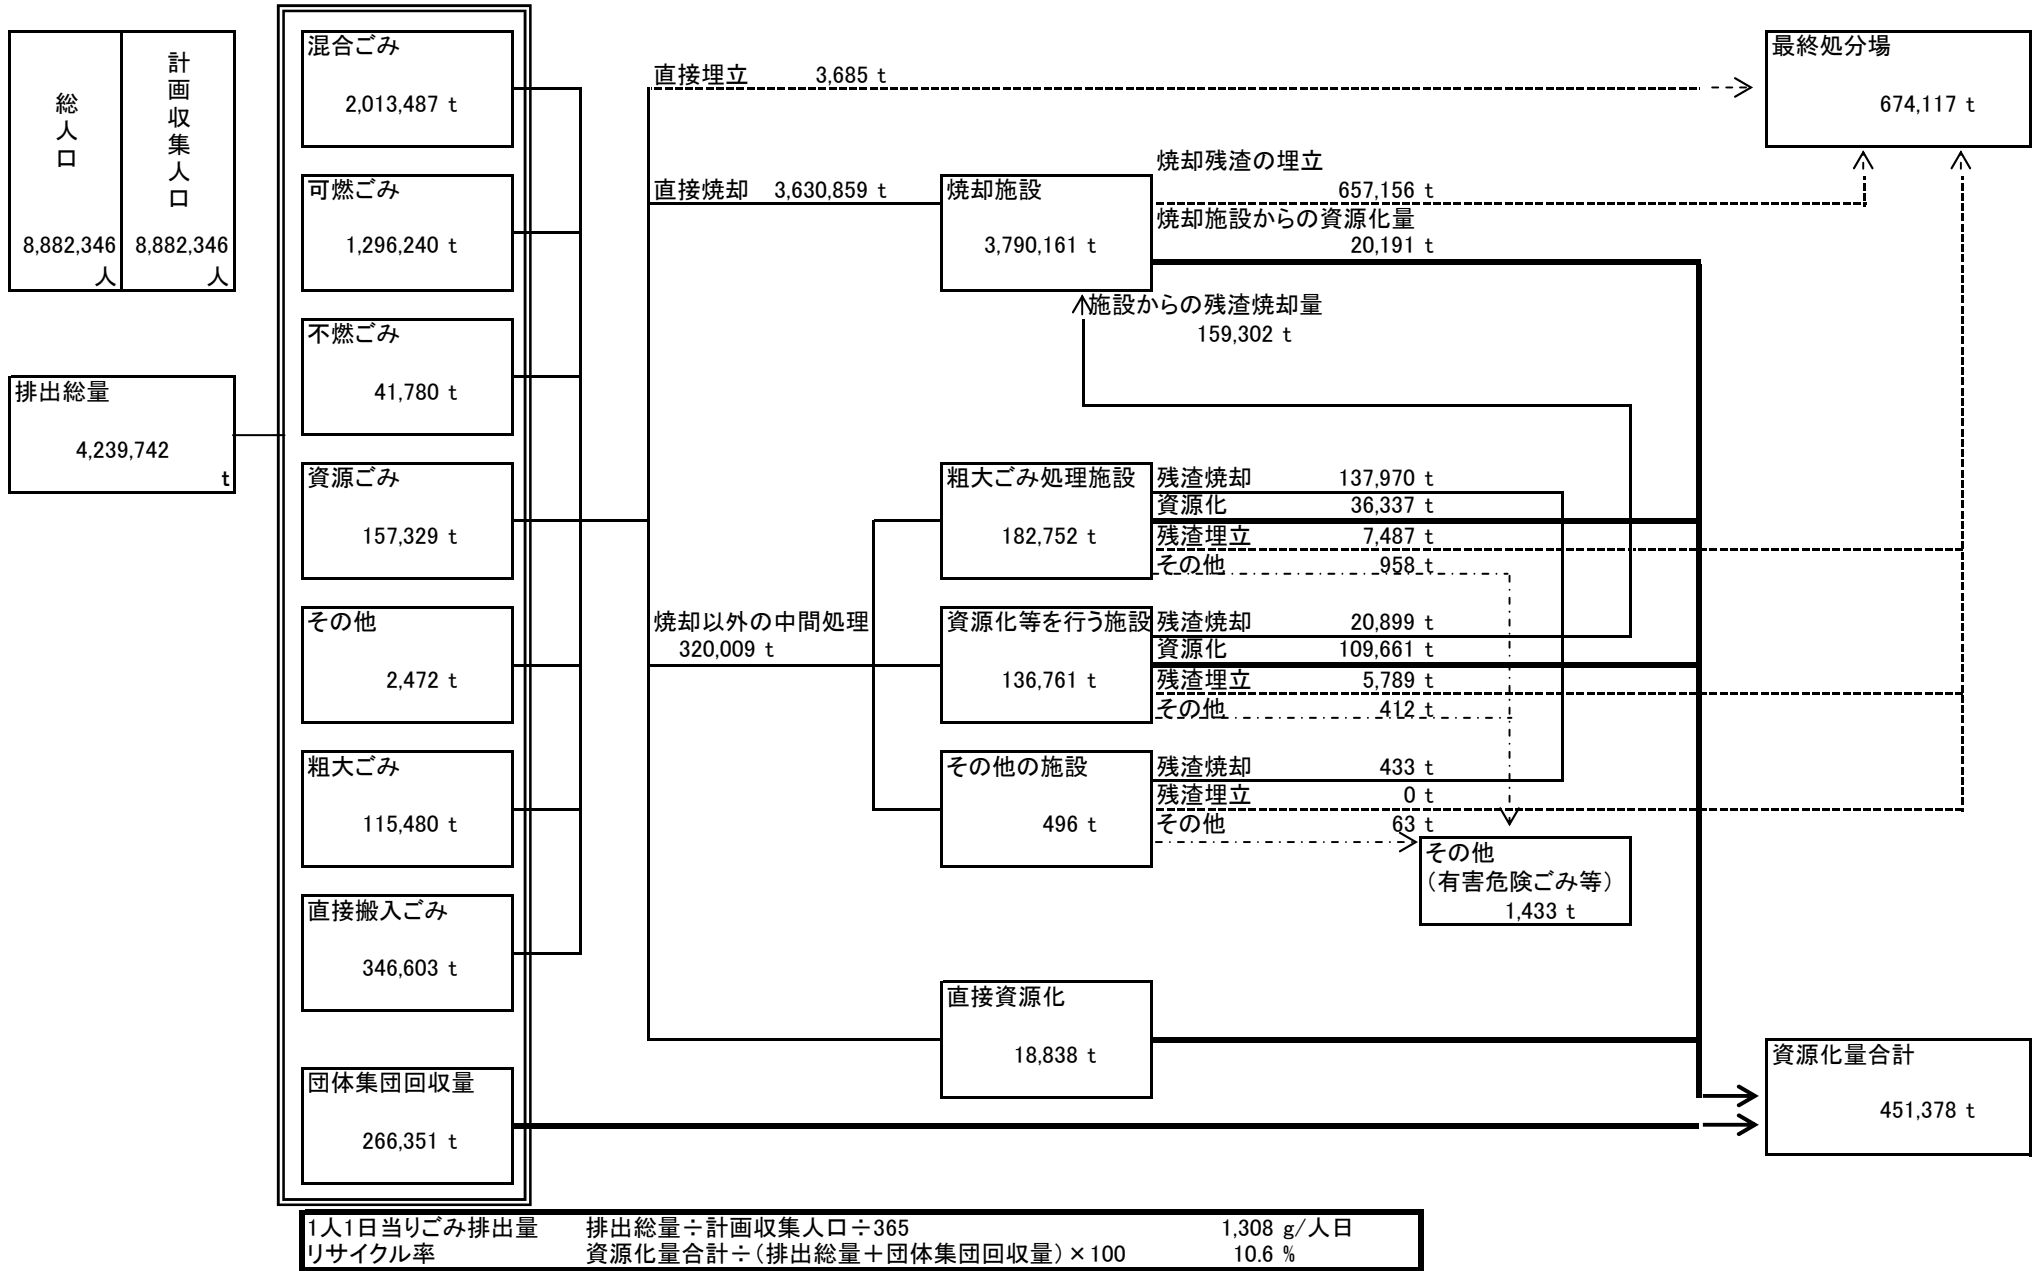 総人口
8,882,346
人
計画収集人口
8,882,346
人
排出総量
4,239,742
t
混合ごみ
2,013,487 t
可燃ごみ
1,296,240 t
不燃ごみ
41,780 t
資源ごみ
157,329 t
その他
2,472 t
粗大ごみ
115,480 t
直接搬入ごみ
346,603 t
団体集団回収量
266,351 t
直接埋立 3,685 t
直接焼却 3,630,859 t
焼却以外の中間処理
320,009 t
焼却施設
3,790,161 t
焼却残渣の埋立
657,156 t
焼却施設からの資源化量
20,191 t
施設からの残渣焼却量
159,302 t
粗大ごみ処理施設
182,752 t
残渣焼却 137,970 t
資源化 36,337 t
残渣埋立 7,487 t
その他 958 t
資源化等を行う施設
136,761 t
残渣焼却 20,899 t
資源化 109,661 t
残渣埋立 5,789 t
その他 412 t
その他の施設
496 t
残渣焼却 433 t
残渣埋立 0 t
その他 63 t
その他
(有害危険ごみ等)
1,433 t
直接資源化
18,838 t
最終処分場
674,117 t
資源化量合計
451,378 t
1人1日当りごみ排出量 排出総量÷計画収集人口÷365 1,308 g/人日
リサイクル率 資源化量合計÷(排出総量+団体集団回収量)×100 10.6 %